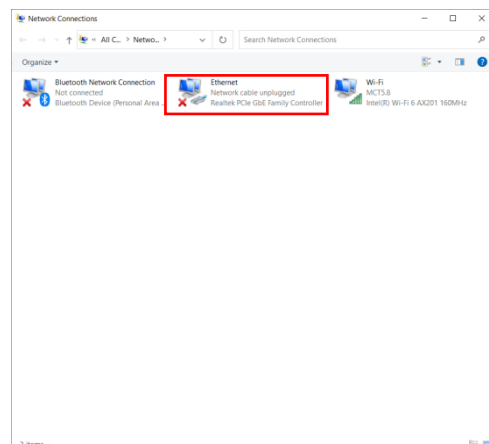 Network Connections
« All C... > Netwo... >
Search Network Connections
Organize
Bluetooth Network Connection
Not connected
Bluetooth Device (Personal Area ...
Ethernet
Network cable unplugged
Realtek PCIe GbE Family Controller
Wi-Fi
MCT5.8
Intel(R) Wi-Fi 6 AX201 160MHz